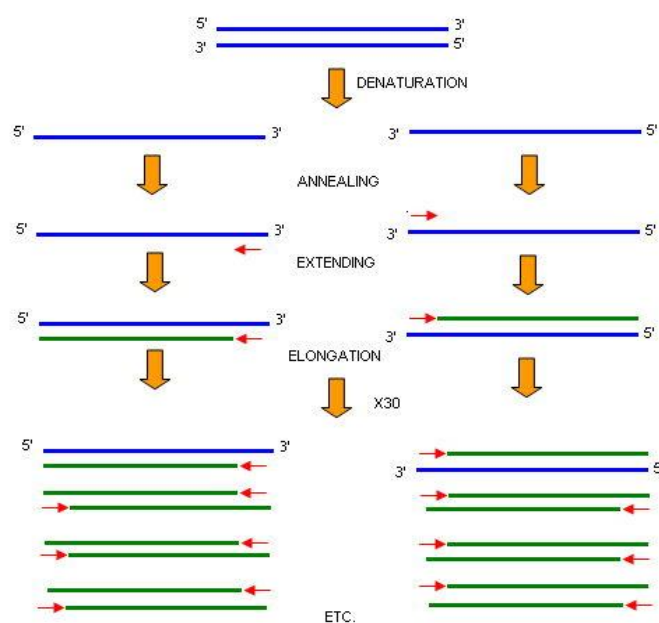 5' 3'
3' 5'
DENATURATION
5' 3' 3' 5'
ANNEALING
3' 5'
5' 3'
EXTENDING
5' 3' 3' 5'
ELONGATION
X30
5' 3' 3' 5'
ETC.